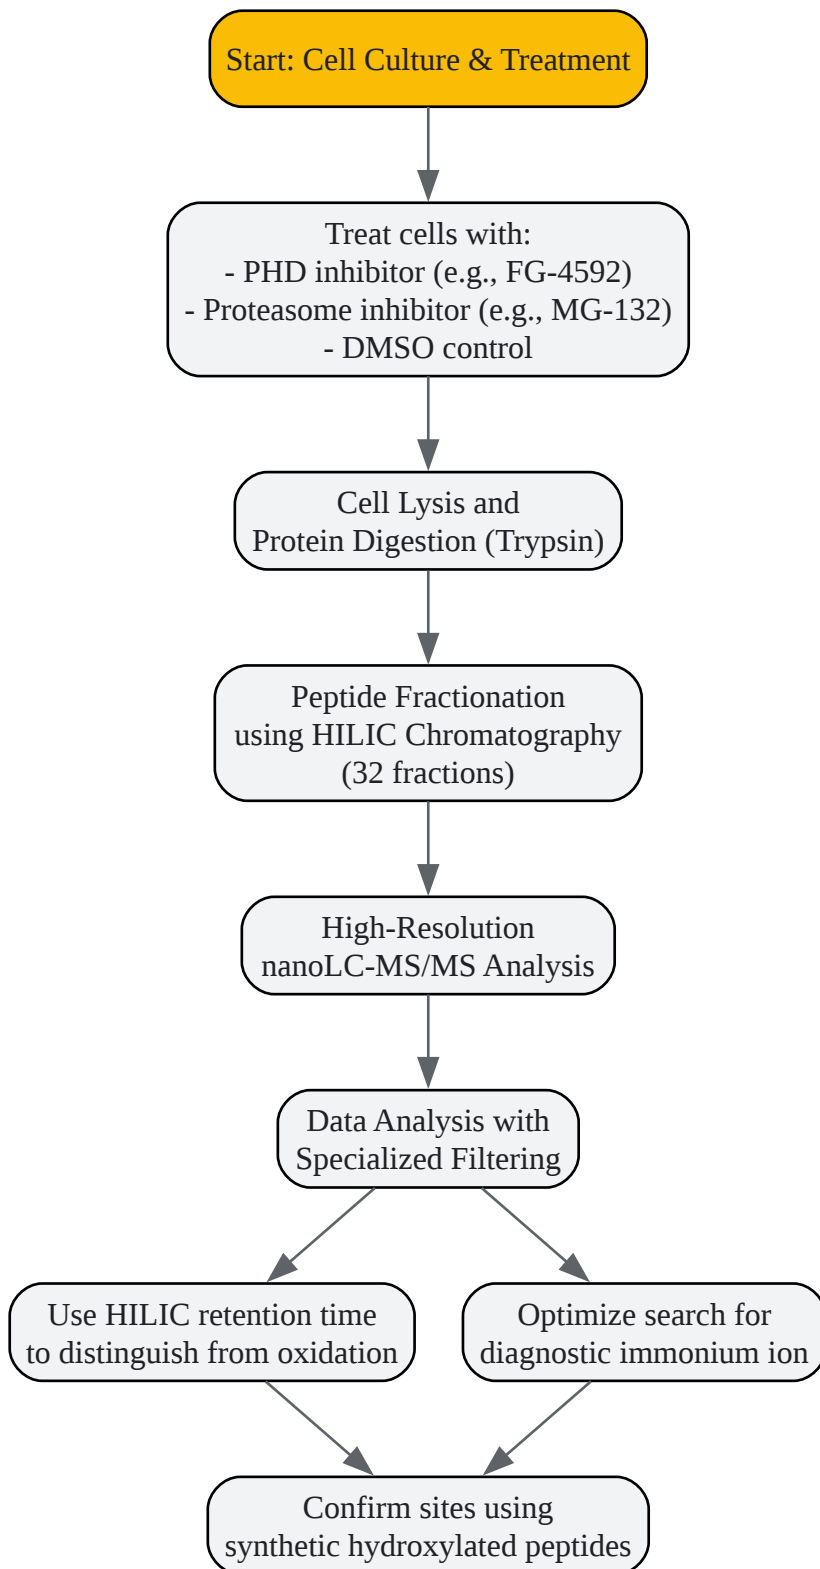 Start: Cell Culture & Treatment
Treat cells with:
- PHD inhibitor (e.g., FG-4592)
- Proteasome inhibitor (e.g., MG-132)
- DMSO control
Cell Lysis and
Protein Digestion (Trypsin)
Peptide Fractionation
using HILIC Chromatography
(32 fractions)
High-Resolution
nanoLC-MS/MS Analysis
Data Analysis with
Specialized Filtering
Use HILIC retention time
to distinguish from oxidation
Optimize search for
diagnostic immonium ion
Confirm sites using
synthetic hydroxylated peptides